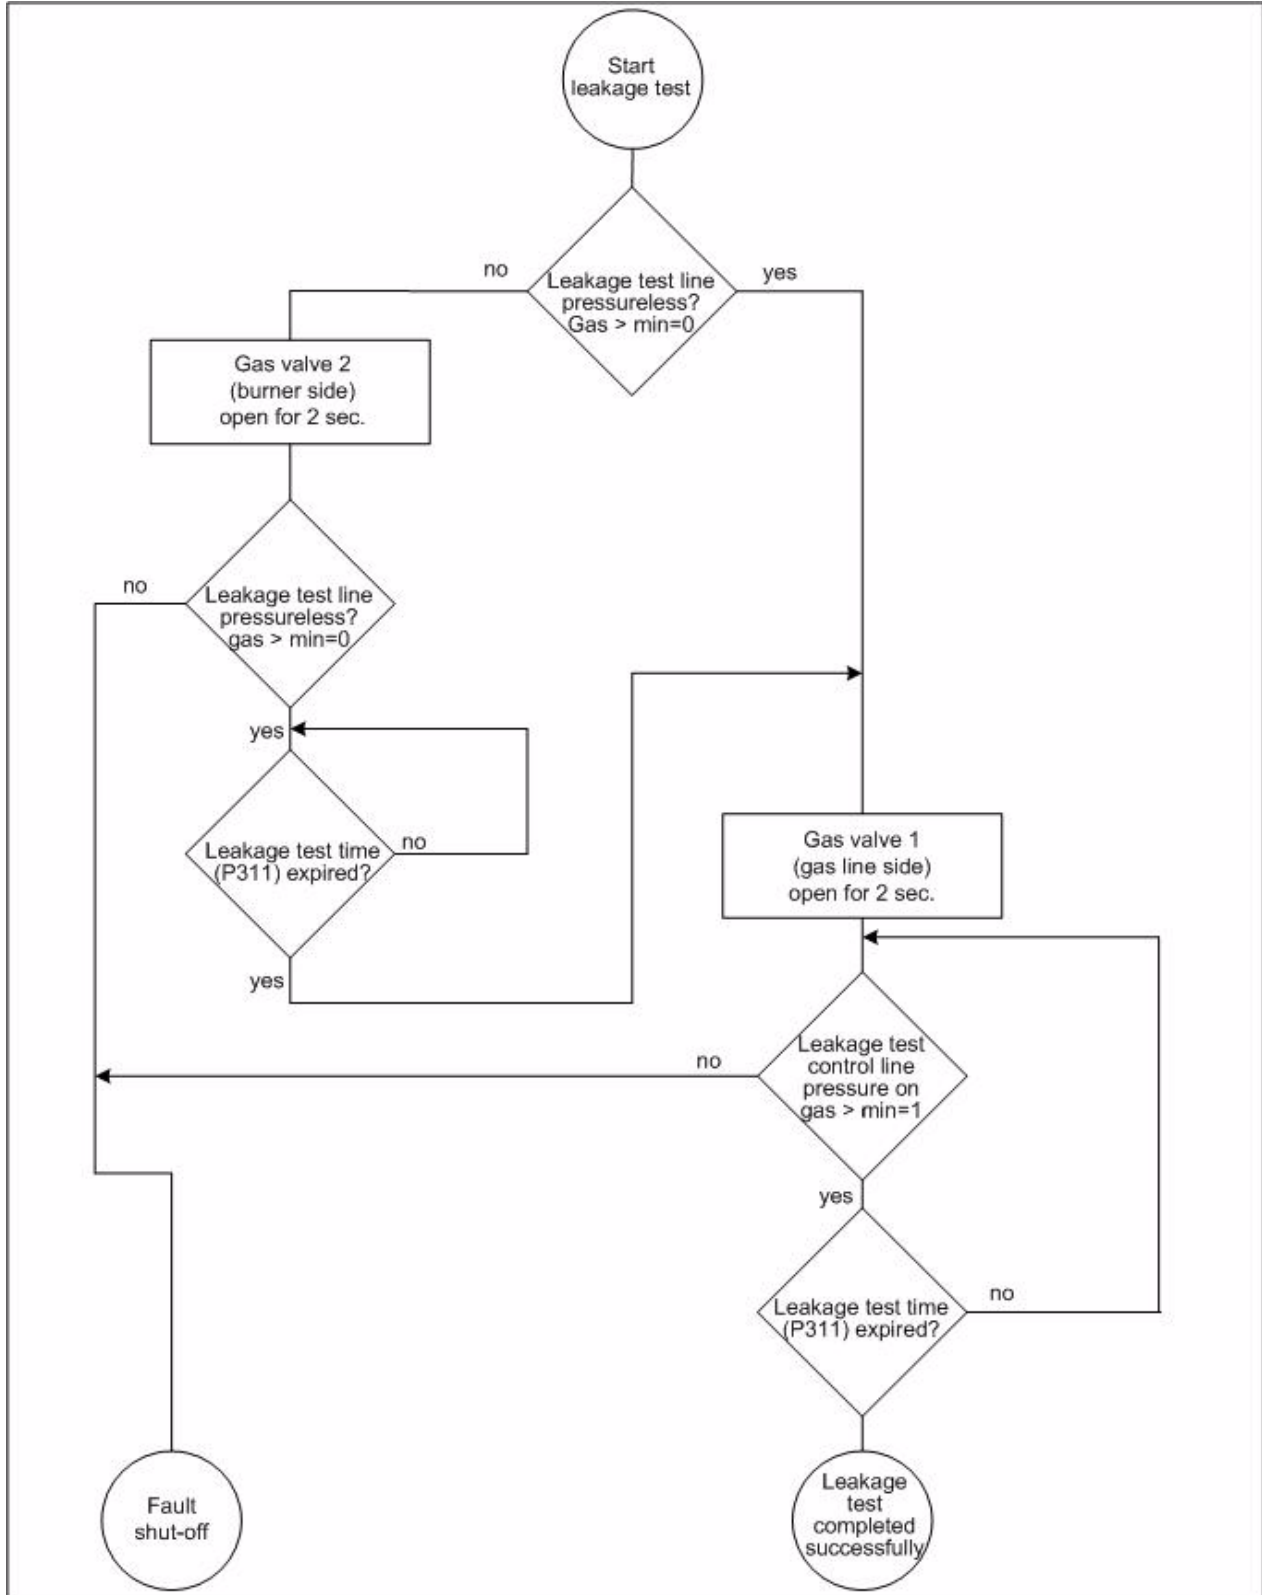 Start
leakage test
no
Leakage test line
pressureless?
Gas > min=0
yes
Gas valve 2
(burner side)
open for 2 sec.
no
Leakage test line
pressureless?
gas > min=0
yes
Leakage test time
(P311) expired?
no
yes
Gas valve 1
(gas line side)
open for 2 sec.
no
Leakage test
control line
pressure on
gas > min=1
yes
Leakage test time
(P311) expired?
no
Fault
shut-off
Leakage
test
completed
successfully